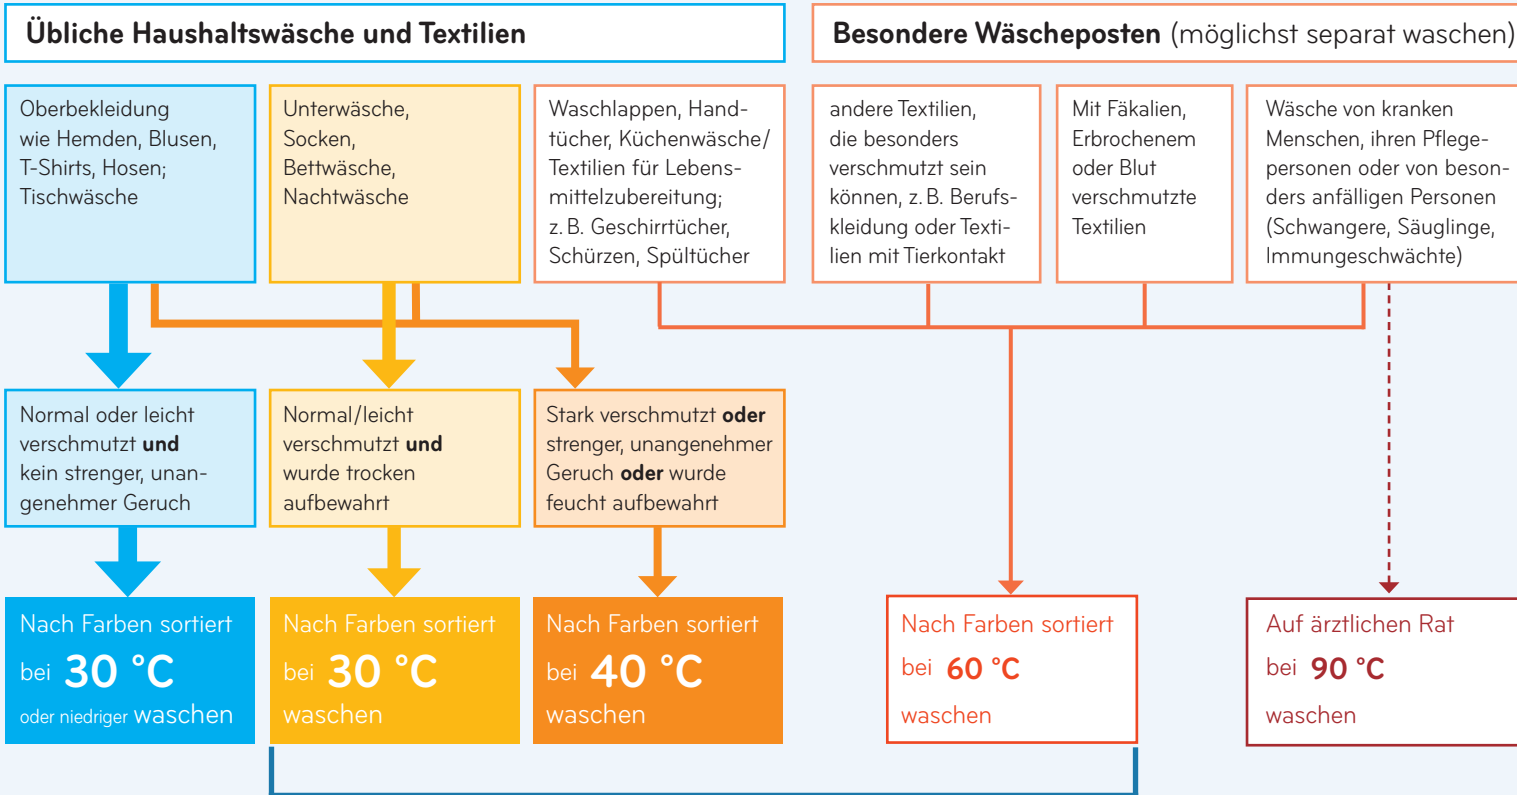 Übliche Haushaltswäsche und Textilien
Besondere Wäscheposten (möglichst separat waschen)
Oberbekleidung
wie Hemden, Blusen,
T-Shirts, Hosen;
Tischwäsche
Unterwäsche,
Socken,
Bettwäsche,
Nachtwäsche
Waschlappen, Hand-
tücher, Küchenwäsche/
Textilien für Lebens-
mittelzubereitung;
z. B. Geschirrtücher,
Schürzen, Spültücher
andere Textilien,
die besonders
verschmutzt sein
können, z. B. Berufs-
kleidung oder Texti-
lien mit Tierkontakt
Mit Fäkalien,
Erbrochenem
oder Blut
verschmutzte
Textilien
Wäsche von kranken
Menschen, ihren Pflege-
personen oder von beson-
ders anfälligen Personen
(Schwangere, Säuglinge,
Immungeschwächte)
Normal oder leicht
verschmutzt und
kein strenger, unan-
genehmer Geruch
Normal/leicht
verschmutzt und
wurde trocken
aufbewahrt
Stark verschmutzt oder
strenger, unangenehmer
Geruch oder wurde
feucht aufbewahrt
Nach Farben sortiert
bei 30 °C
oder niedriger waschen
Nach Farben sortiert
bei 30 °C
waschen
Nach Farben sortiert
bei 40 °C
waschen
Nach Farben sortiert
bei 60 °C
waschen
Auf ärztlichen Rat
bei 90 °C
waschen